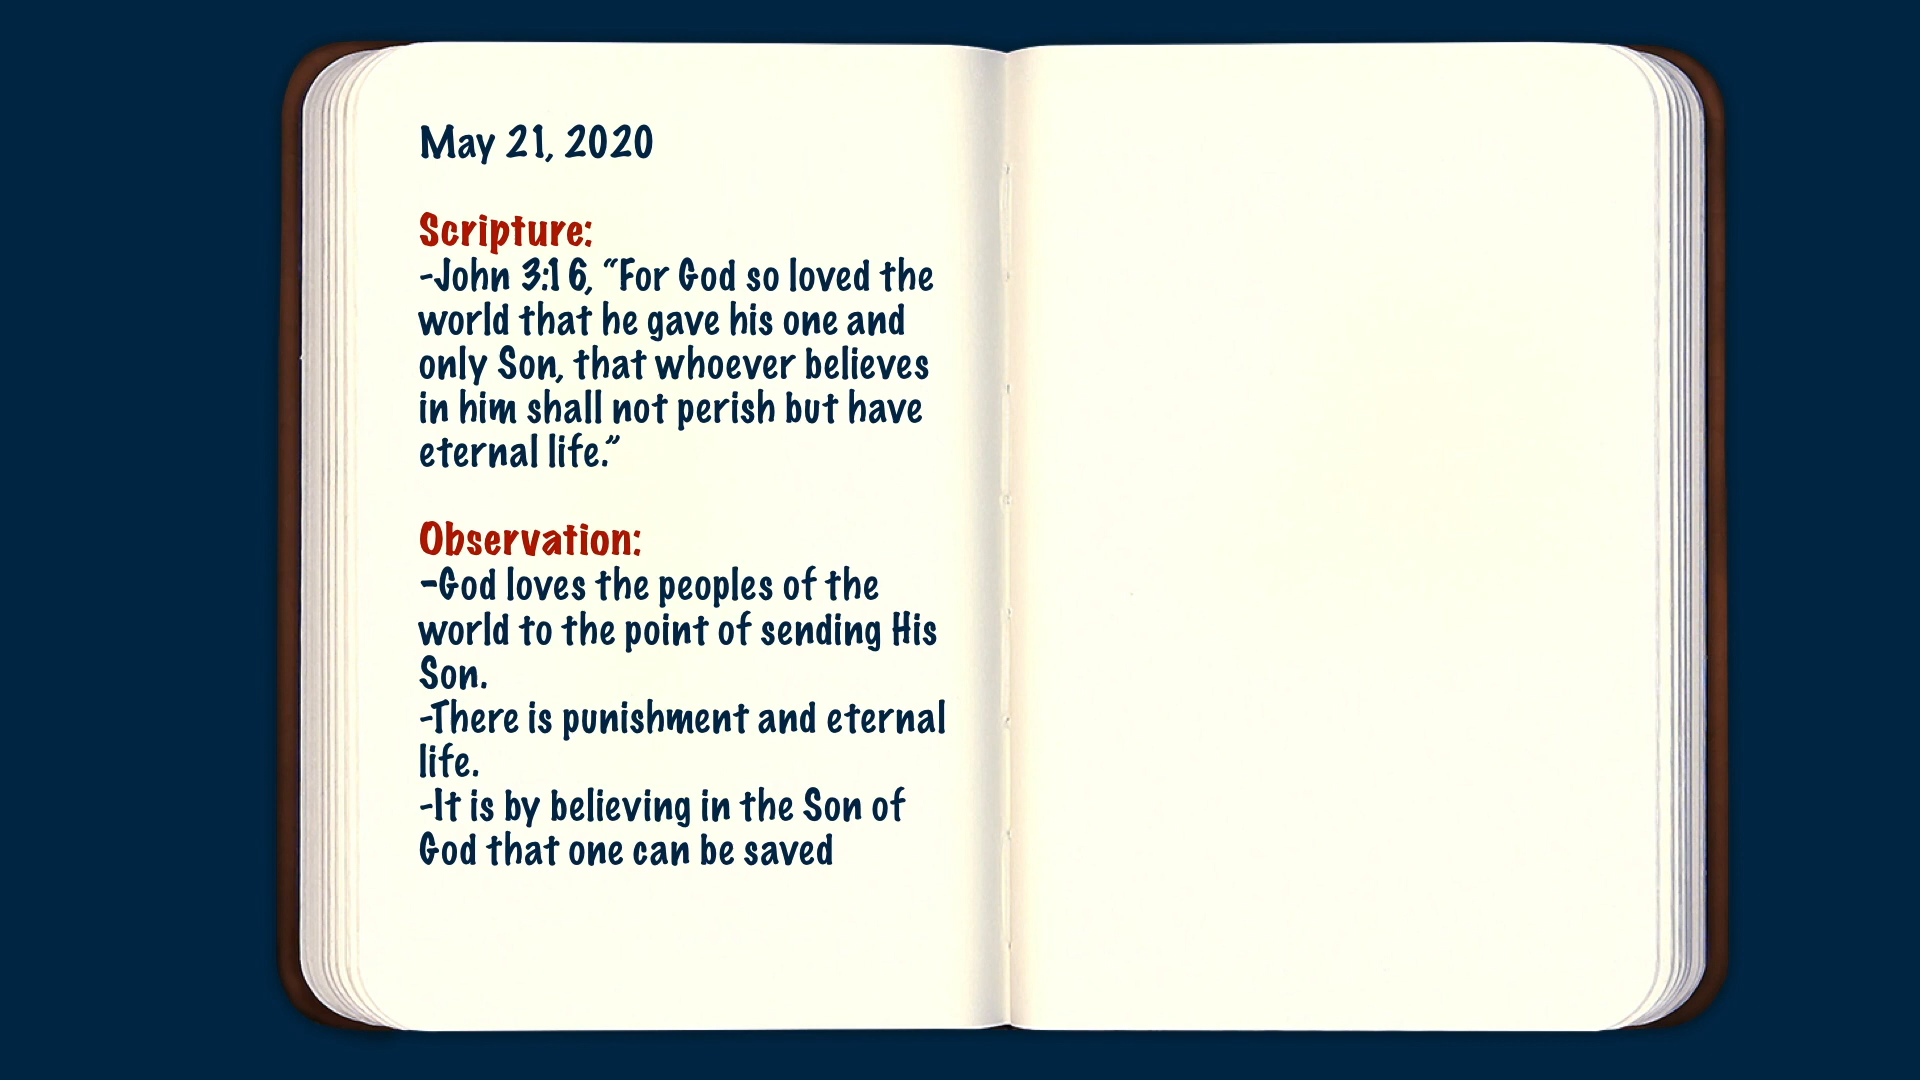 May 21, 2020
Scripture:
-John 3:16, “For God so loved the
world that he gave his one and
only Son, that whoever believes
in him shall not perish but have
eternal life.”
Observation:
-God loves the peoples of the
world to the point of sending His
Son.
-There is punishment and eternal
life.
-It is by believing in the Son of
God that one can be saved